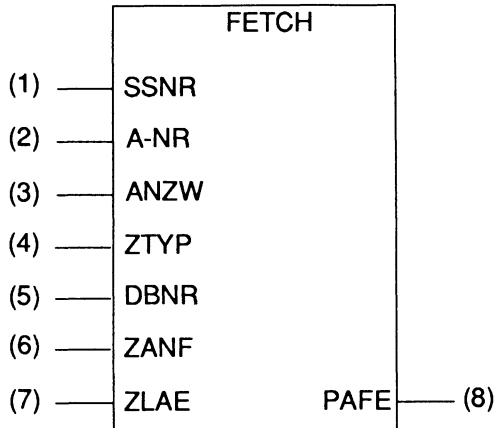 FETCH
(1) SSNR
(2) A-NR
(3) ANZW
(4) ZTYP
(5) DBNR
(6) ZANF
(7) ZLAE PAFE (8)